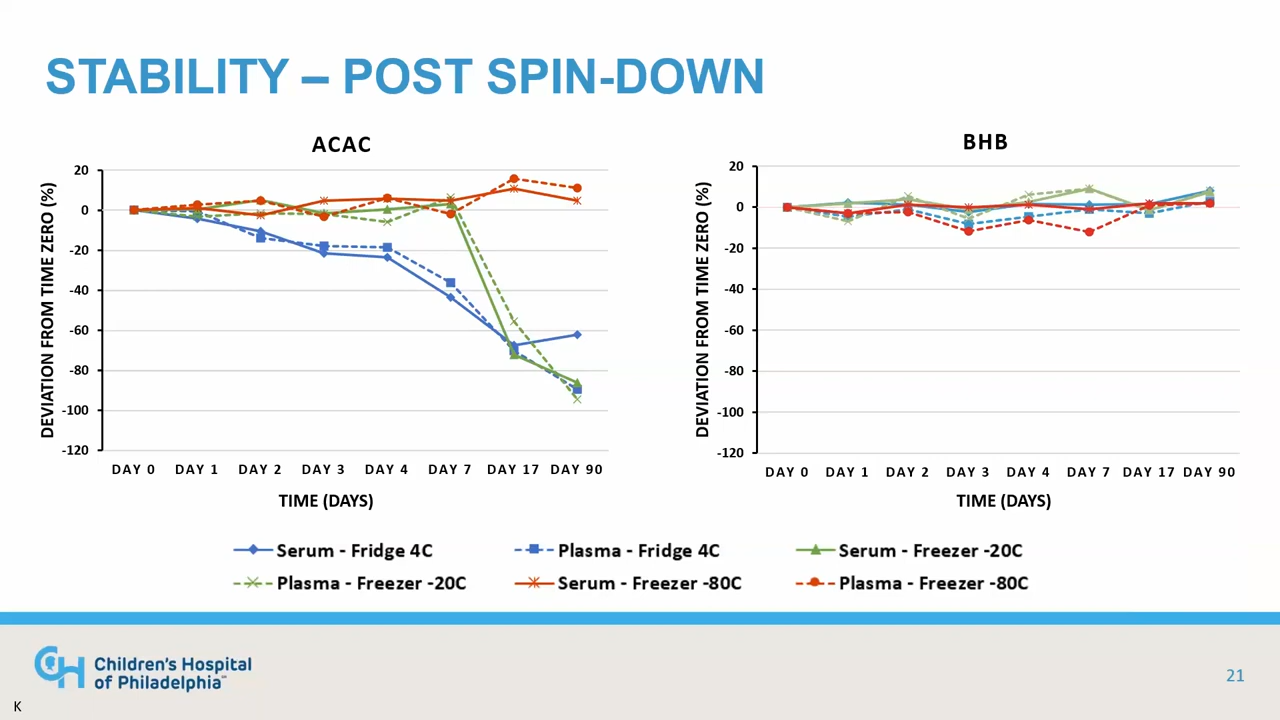 STABILITY – POST SPIN-DOWN
ACAC
DEVIATION FROM TIME ZERO (%)
20
0
-20
-40
-60
-80
-100
-120
DAY 0 DAY 1 DAY 2 DAY 3 DAY 4 DAY 7 DAY 17 DAY 90
TIME (DAYS)
BHB
DEVIATION FROM TIME ZERO (%)
20
0
-20
-40
-60
-80
-100
-120
DAY 0 DAY 1 DAY 2 DAY 3 DAY 4 DAY 7 DAY 17 DAY 90
TIME (DAYS)
Serum - Fridge 4C Plasma - Fridge 4C Serum - Freezer -20C
Plasma - Freezer -20C Serum - Freezer -80C Plasma - Freezer -80C
CH
Children's Hospital
of Philadelphia
21
K